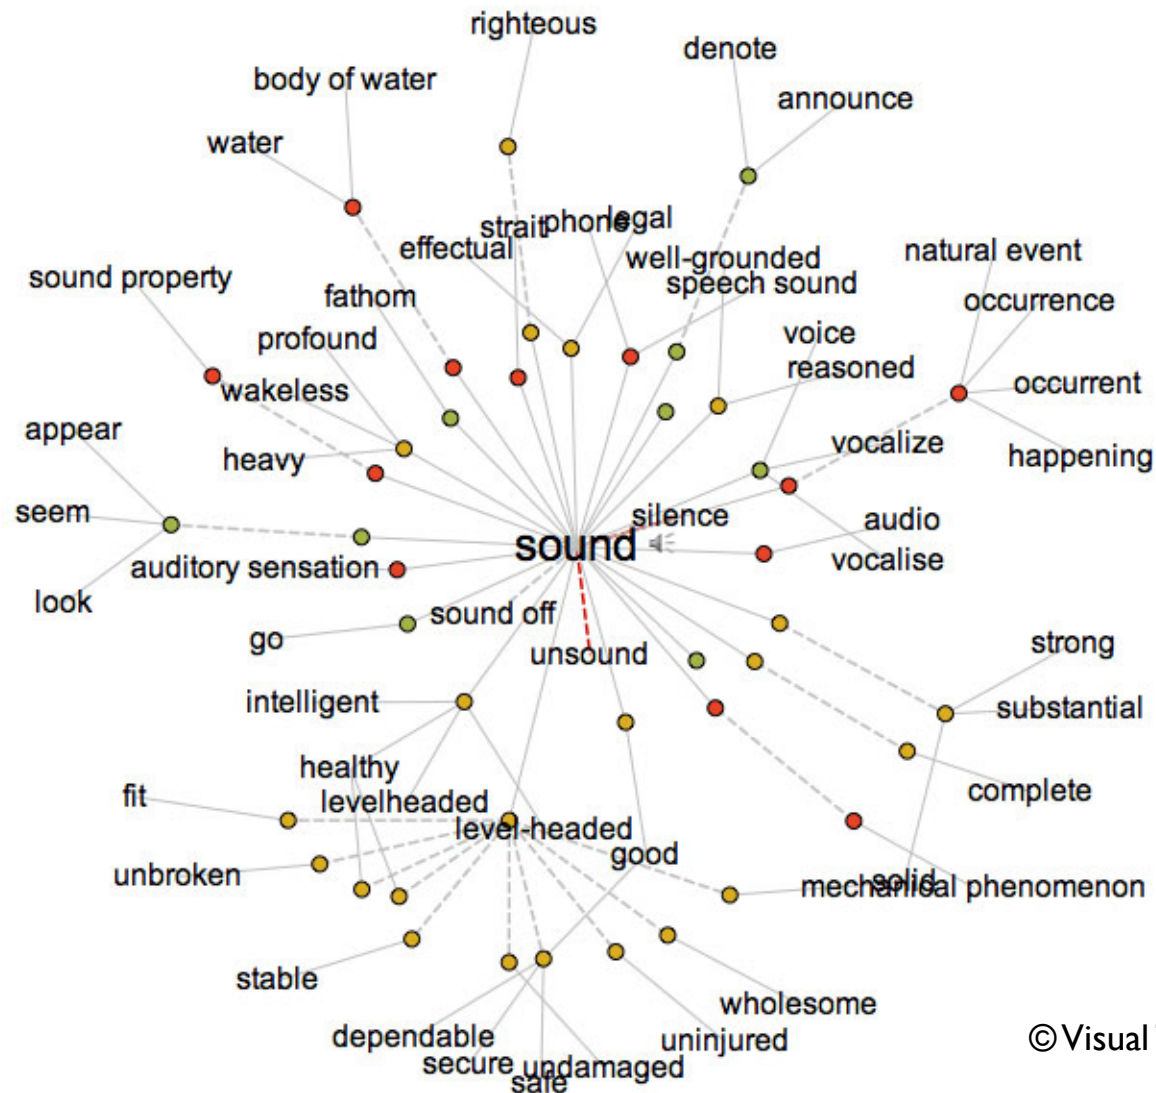 righteous
denote
body of water
announce
water
strait
phone
legal
effectual
natural event
well-grounded
sound property
speech sound
fathom
occurrence
voice
profound
reasoned
wakeless
occurrent
appear
vocalize
heavy
happening
seem
silence
audio
sound
auditory sensation
vocalise
look
sound off
go
strong
unsound
intelligent
substantial
healthy
fit
levelheaded
complete
level-headed
good
unbroken
solid
mechanical phenomenon
stable
wholesome
dependable
uninjured
secure
undamaged
safe
© Visual